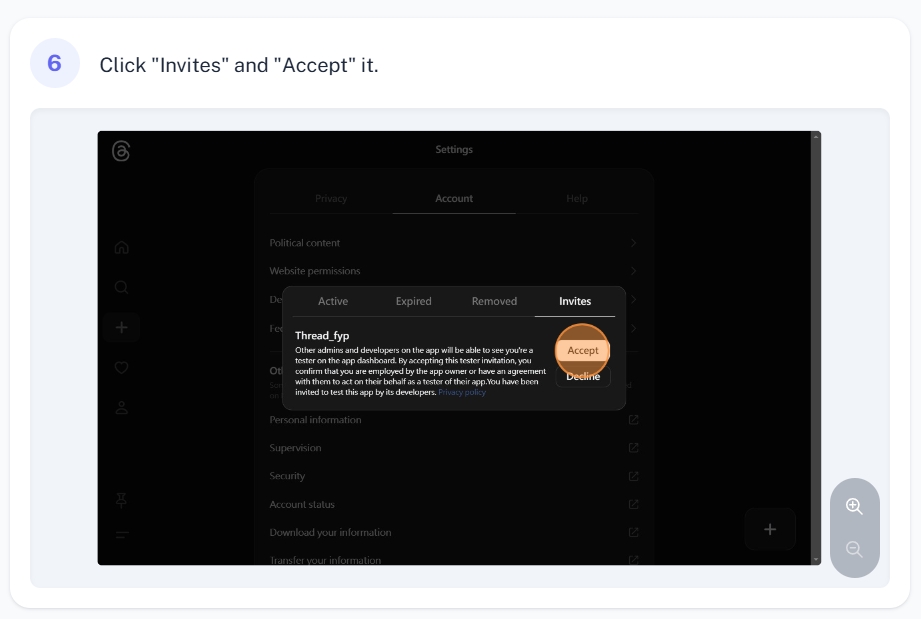 6
Click "Invites" and "Accept" it.
Settings
Privacy Account Help
Political content
Website permissions
De
Active Expired Removed Invites
Fee
Thread_fyp
Other admins and developers on the app will be able to see you're a
tester on the app dashboard. By accepting this tester invitation, you
confirm that you are employed by the app owner or have an agreement
with them to act on their behalf as a tester of their app.You have been
invited to test this app by its developers. Privacy policy
Accept
Decline
Personal information
Supervision
Security
Account status
Download your information
Transfer your information